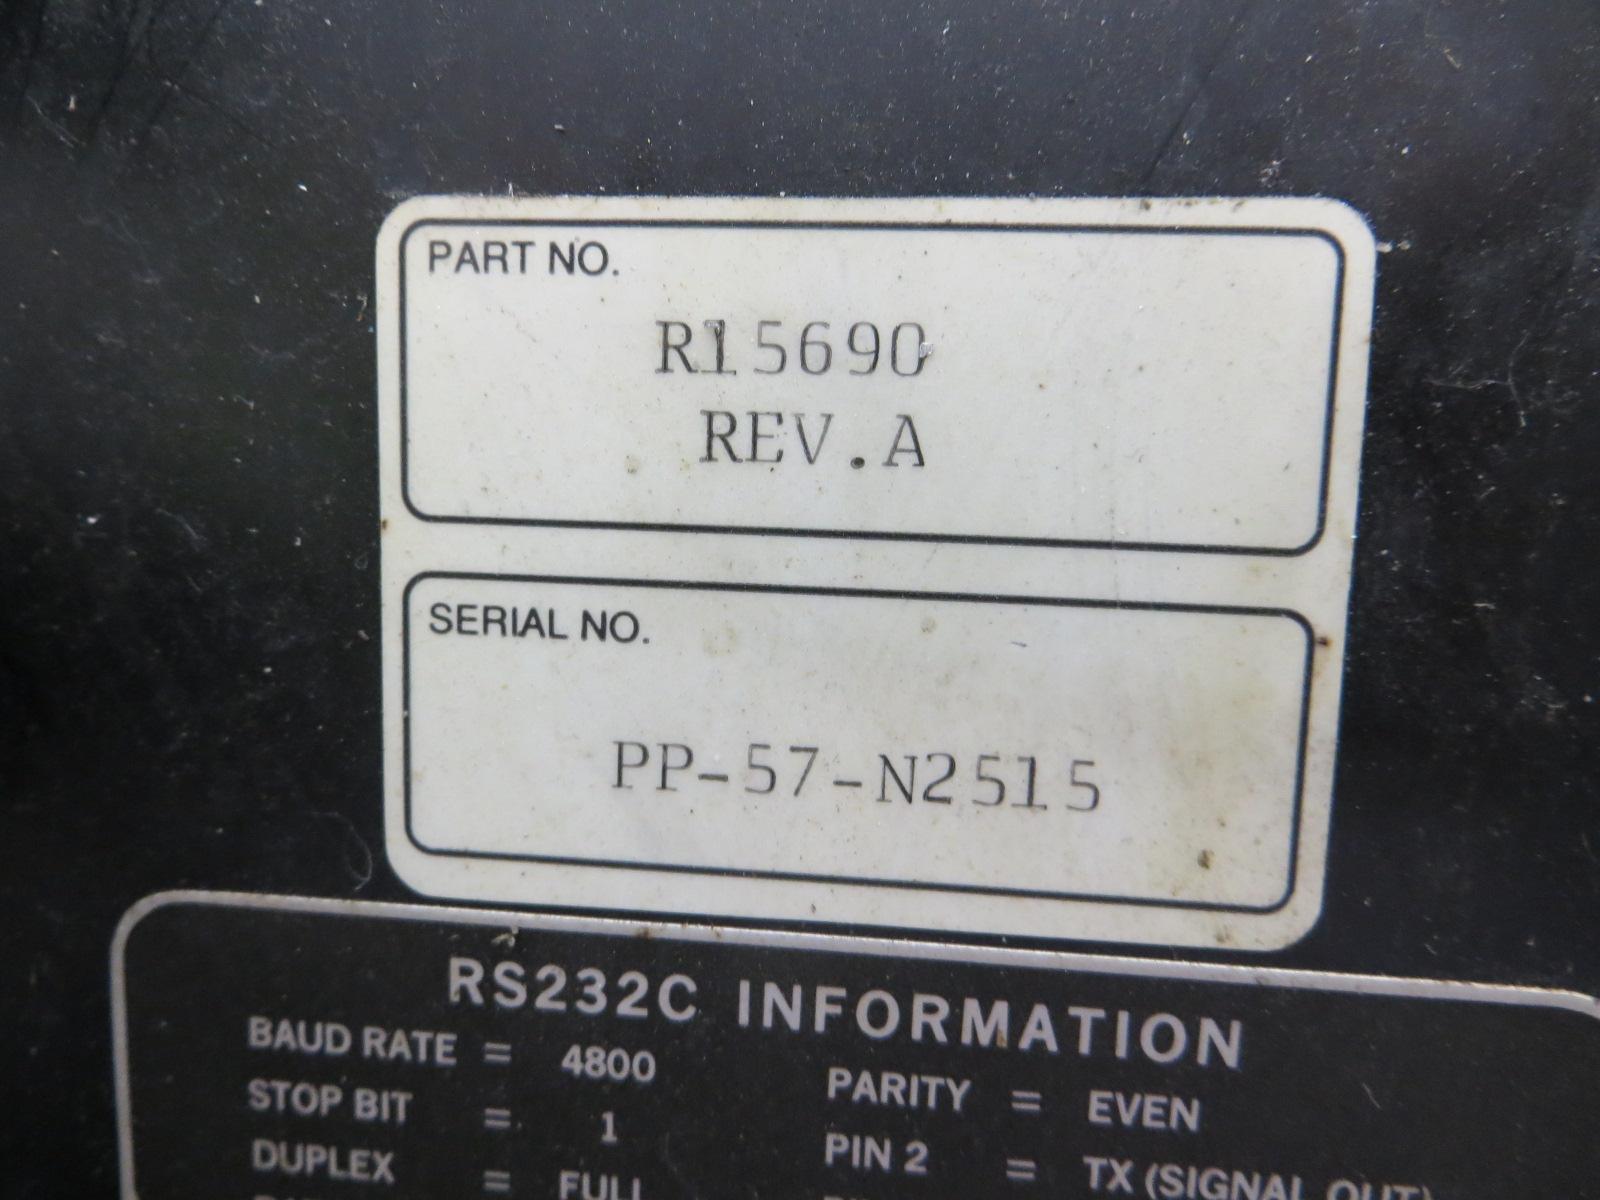 PART NO.
R15690
REV.A
SERIAL NO.
PP-57-N2515
RS232C INFORMATION
BAUD RATE = 4800
PARITY = EVEN
STOP BIT = 1
PIN 2 = TX (SIGNAL OUT)
DUPLEX = FULL